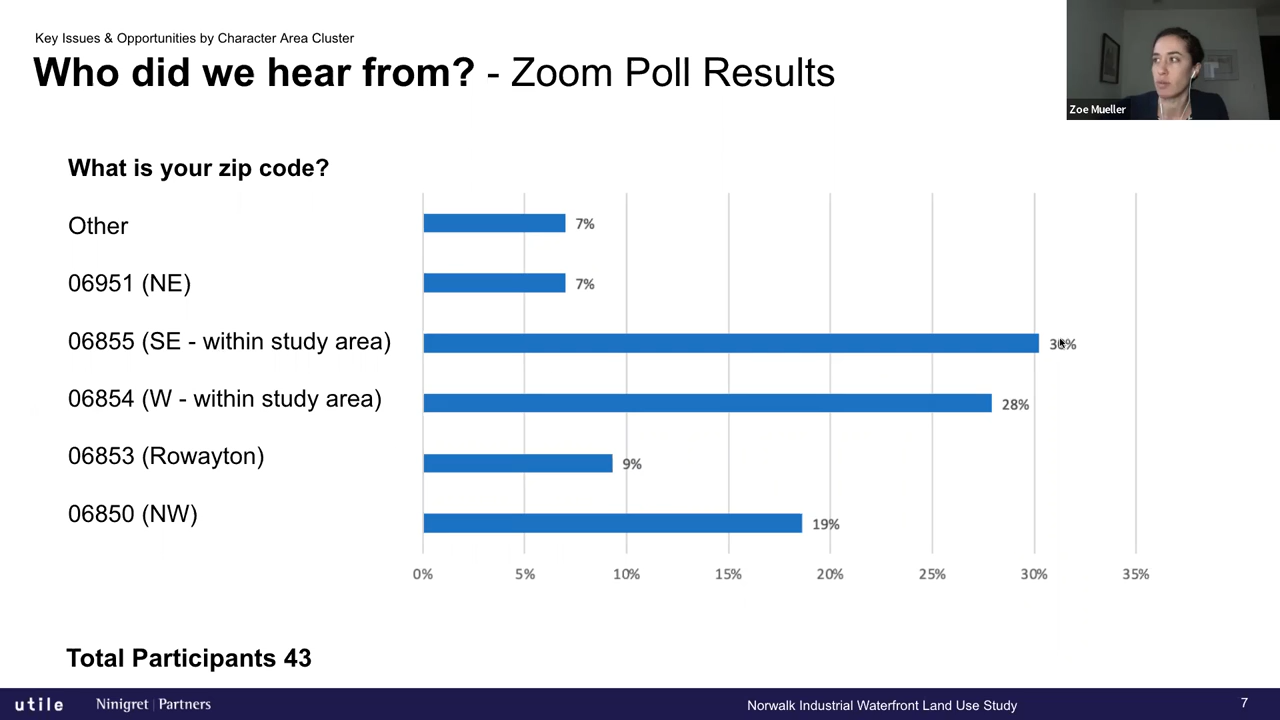 Key Issues & Opportunities by Character Area Cluster
Who did we hear from? - Zoom Poll Results
Zoe Mueller
What is your zip code?
Other
7%
06951 (NE)
7%
06855 (SE - within study area)
30%
06854 (W - within study area)
28%
06853 (Rowayton)
9%
06850 (NW)
19%
0% 5% 10% 15% 20% 25% 30% 35%
Total Participants 43
utile Ninigret | Partners Norwalk Industrial Waterfront Land Use Study 7